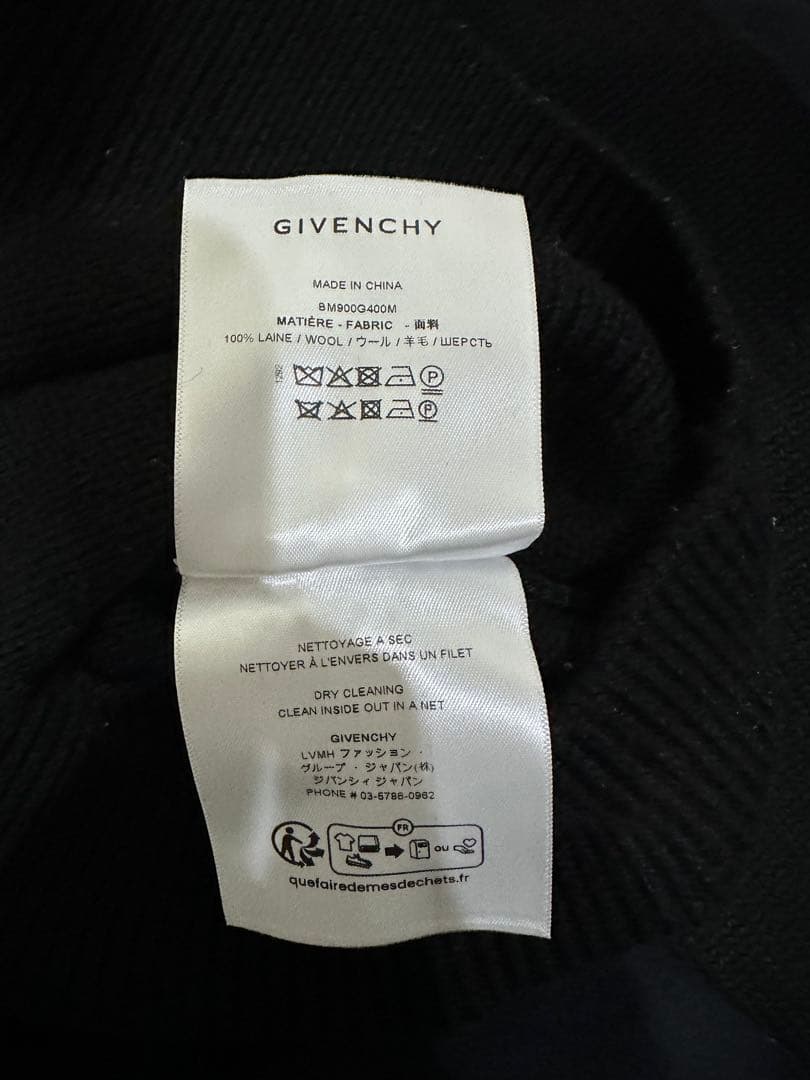 GIVENCHY
MADE IN CHINA
BM900G400M
MATIÈRE - FABRIC - 面料
100% LAINE / WOOL / ウール / 羊毛 / ШЕРСТЬ
P
P
NETTOYAGE A SEC
NETTOYER À L'ENVERS DANS UN FILET
DRY CLEANING
CLEAN INSIDE OUT IN A NET
GIVENCHY
LVMH ファッション ・
グループ ・ ジャパン(株)
ジバンシィ ジャパン
PHONE # 03-5786-0962
FR
OU
quefairedemesdechets.fr